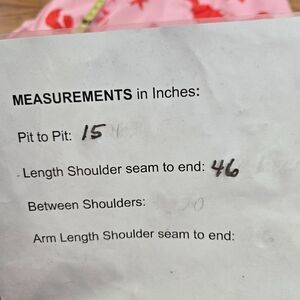 MEASUREMENTS in Inches:
Pit to Pit: 15
- Length Shoulder seam to end: 46
Between Shoulders:
Arm Length Shoulder seam to end: